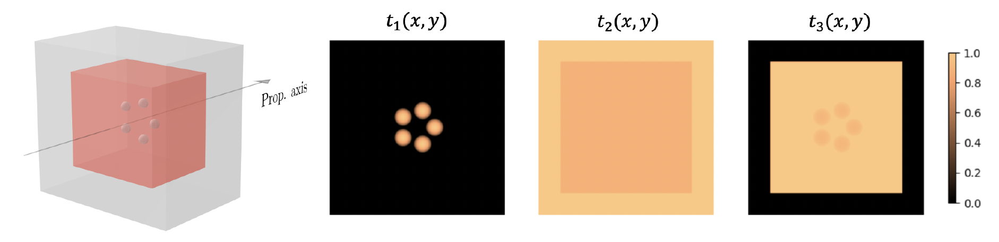 Prop. axis
t₁(x, y)
t₂(x, y)
t₃(x, y)
1.0
0.8
0.6
0.4
0.2
0.0